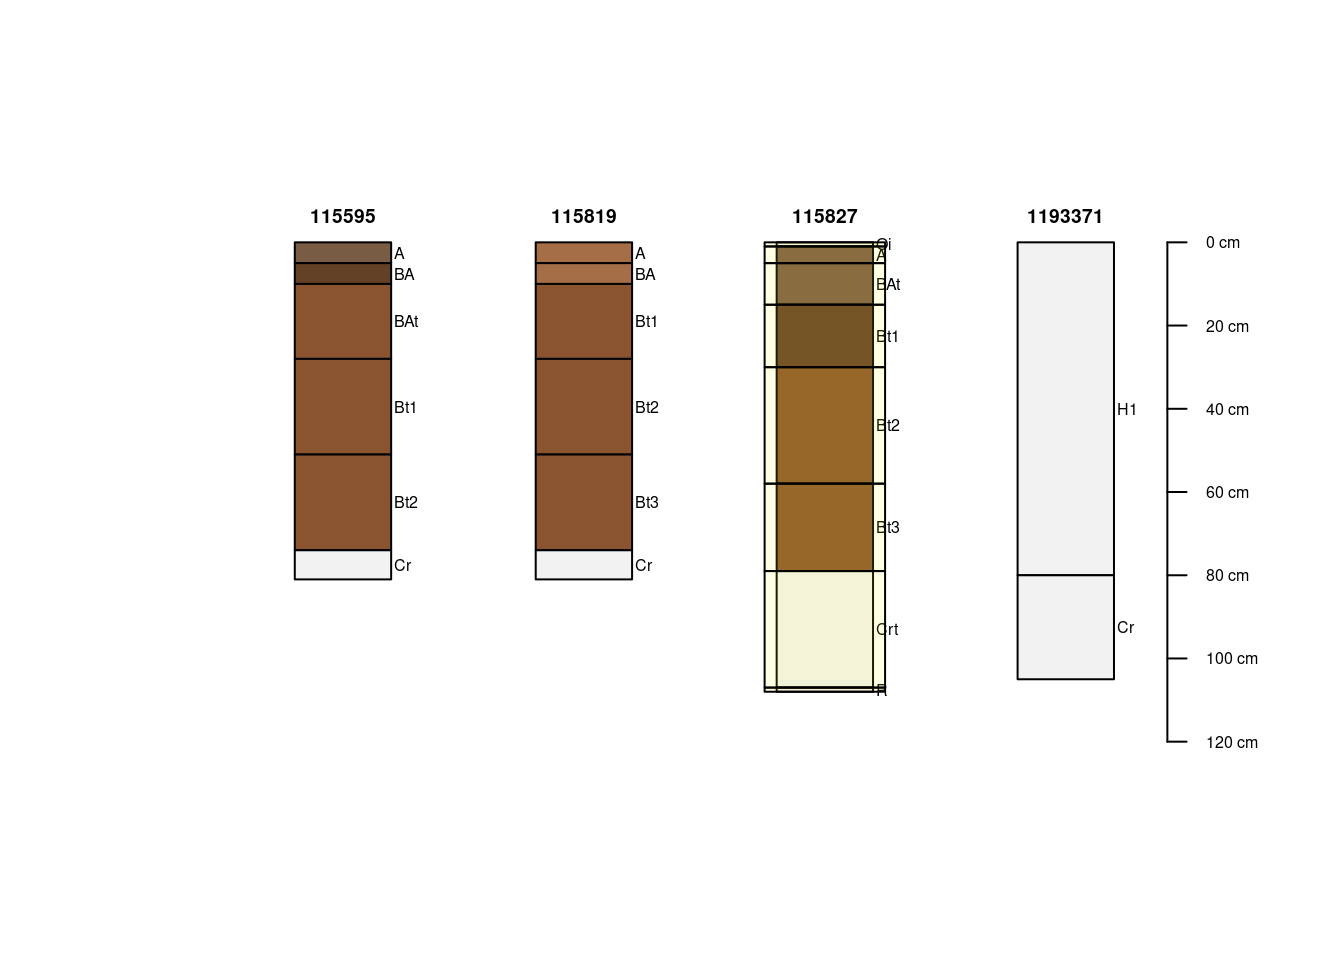 115595
A
BA
BAt
Bt1
Bt2
Cr
115819
A
BA
Bt1
Bt2
Bt3
Cr
115827
Oi
A
BAt
Bt1
Bt2
Bt3
Crt
R
1193371
H1
Cr
0 cm
20 cm
40 cm
60 cm
80 cm
100 cm
120 cm